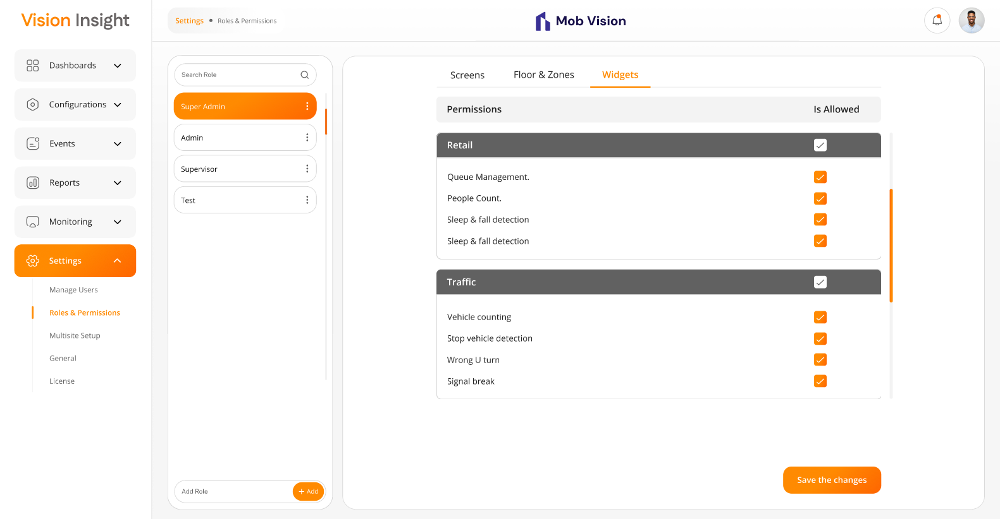 Vision Insight
Dashboards
Configurations
Events
Reports
Monitoring
Settings
Manage Users
Roles & Permissions
Multisite Setup
General
License
Settings • Roles & Permissions
Mob Vision
Search Role
Super Admin
Admin
Supervisor
Test
Add Role
+ Add
Screens Floor & Zones Widgets
Permissions Is Allowed
Retail
Queue Management.
People Count.
Sleep & fall detection
Sleep & fall detection
Traffic
Vehicle counting
Stop vehicle detection
Wrong U turn
Signal break
Save the changes